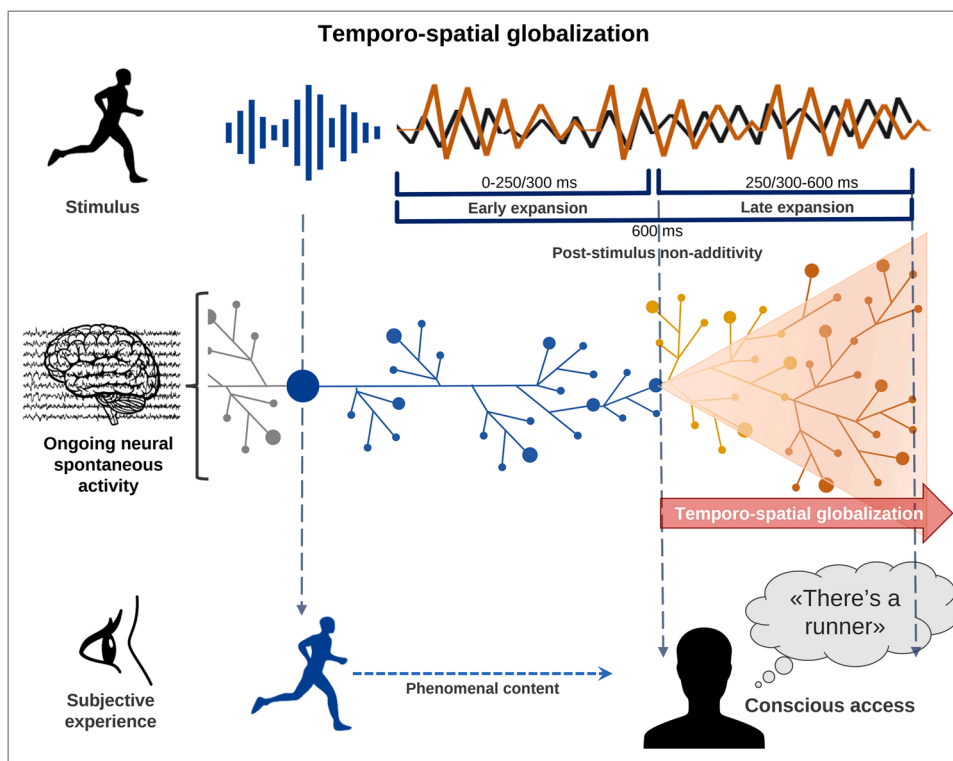 Temporo-spatial globalization
Stimulus
0-250/300 ms
250/300-600 ms
Early expansion
Late expansion
600 ms
Post-stimulus non-additivity
Ongoing neural
spontaneous
activity
Temporo-spatial globalization
«There's a
runner»
Phenomenal content
Subjective
experience
Conscious access